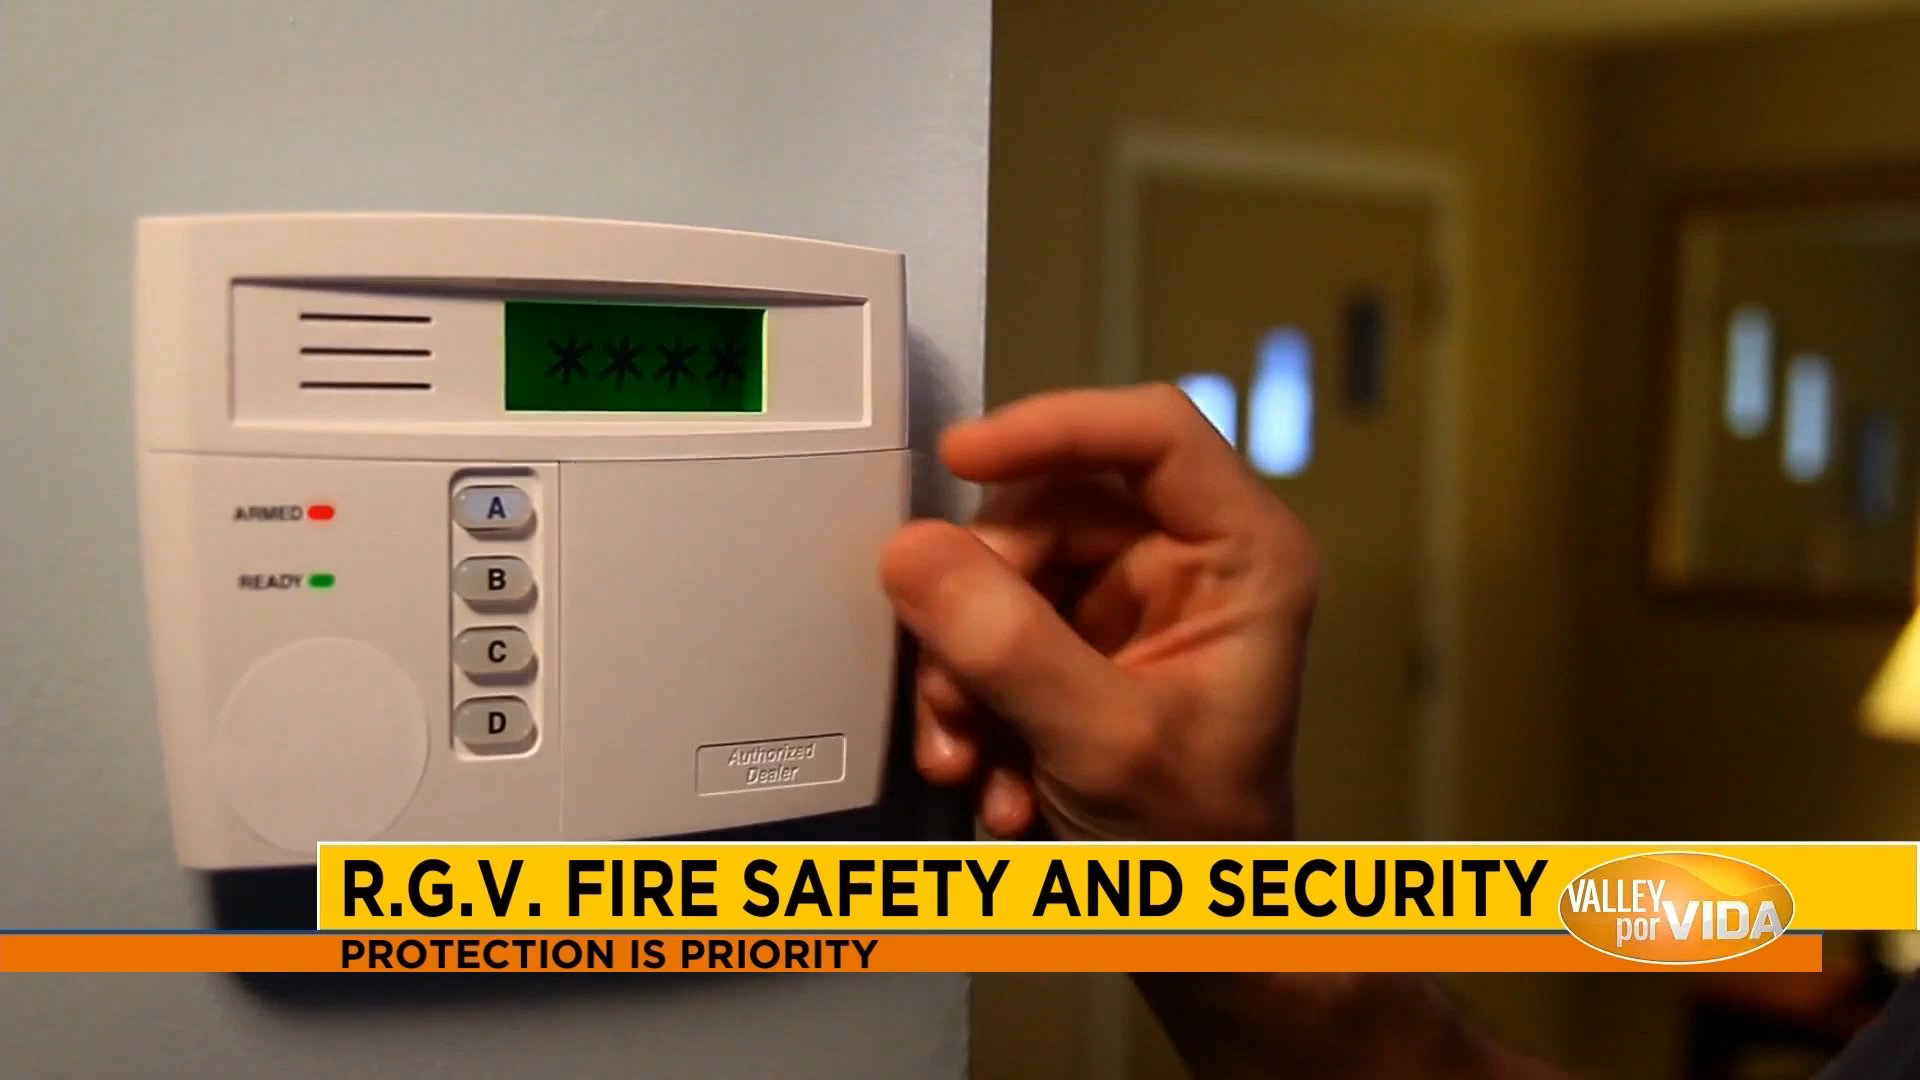 ****
ARMED
READY
A
B
C
D
Authorized
Dealer
R.G.V. FIRE SAFETY AND SECURITY
PROTECTION IS PRIORITY
VALLEY
por VIDA